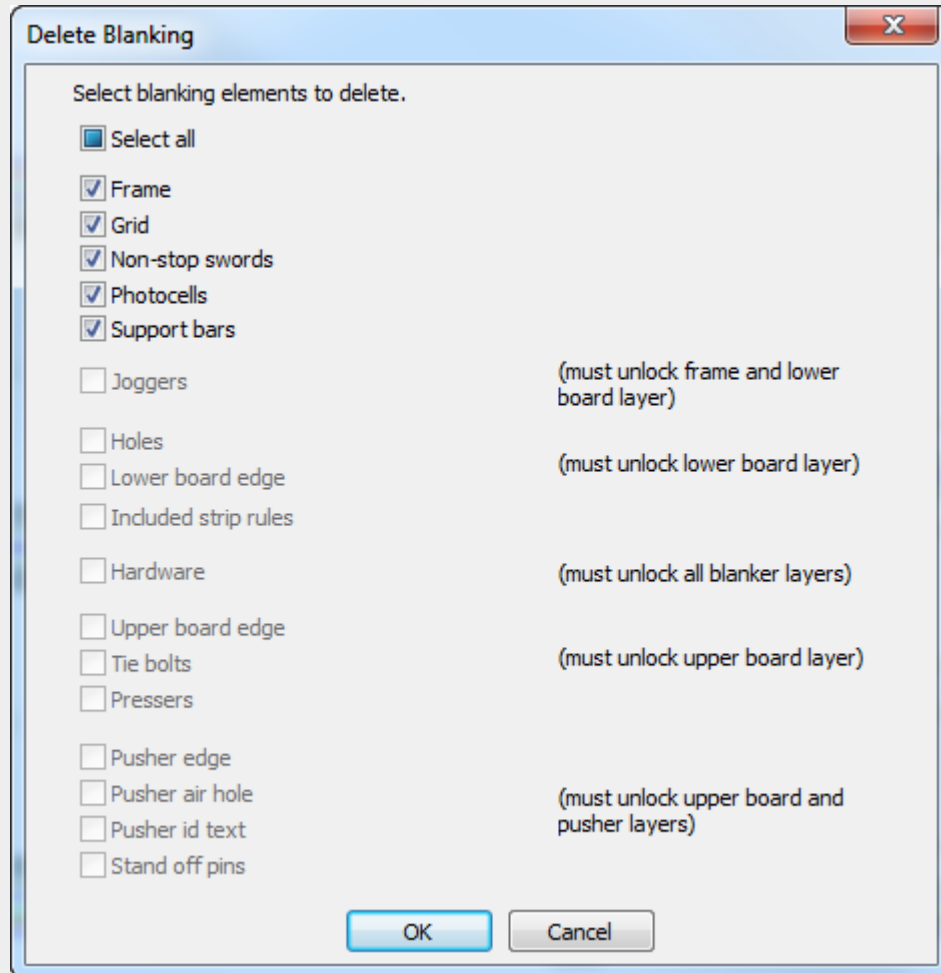 Delete Blanking
Select blanking elements to delete.
Select all
Frame
Grid
Non-stop swords
Photocells
Support bars
Joggers
(must unlock frame and lower
board layer)
Holes
Lower board edge
(must unlock lower board layer)
Included strip rules
Hardware
(must unlock all blanker layers)
Upper board edge
Tie bolts
(must unlock upper board layer)
Pressers
Pusher edge
Pusher air hole
Pusher id text
(must unlock upper board and
pusher layers)
Stand off pins
OK
Cancel